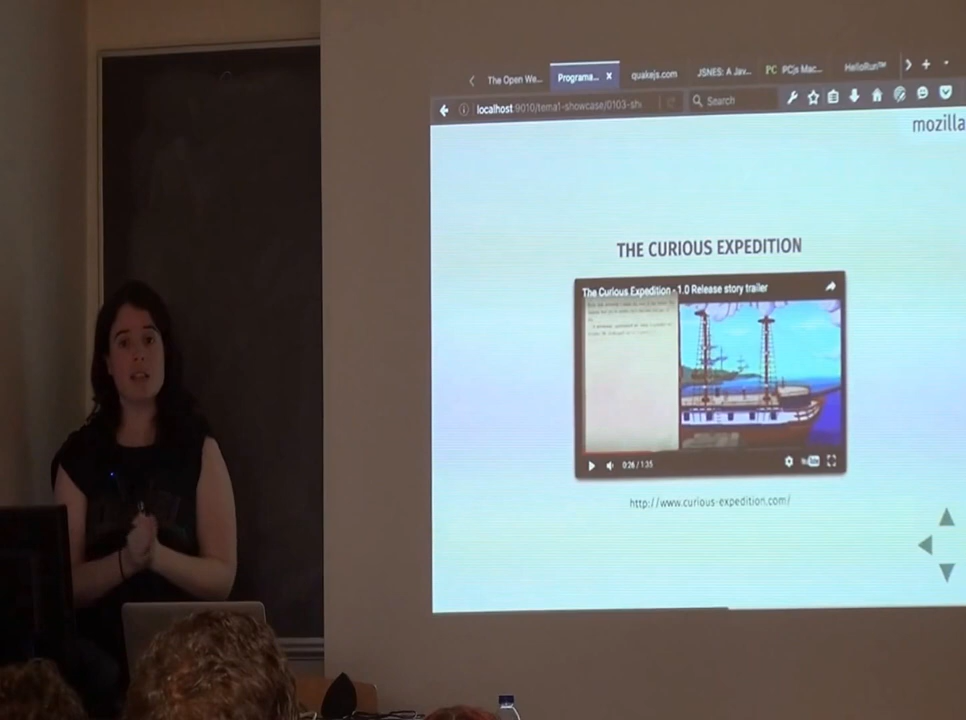 The Open We...
Programa... x
quakejs.com
JSNES: A Jav...
PC PCjs Mac...
HelloRun™
localhost:9010/tema1-showcase/0103-sh
Search
mozilla
THE CURIOUS EXPEDITION
The Curious Expedition - 1.0 Release story trailer
0:26 / 1:35
http://www.curious-expedition.com/